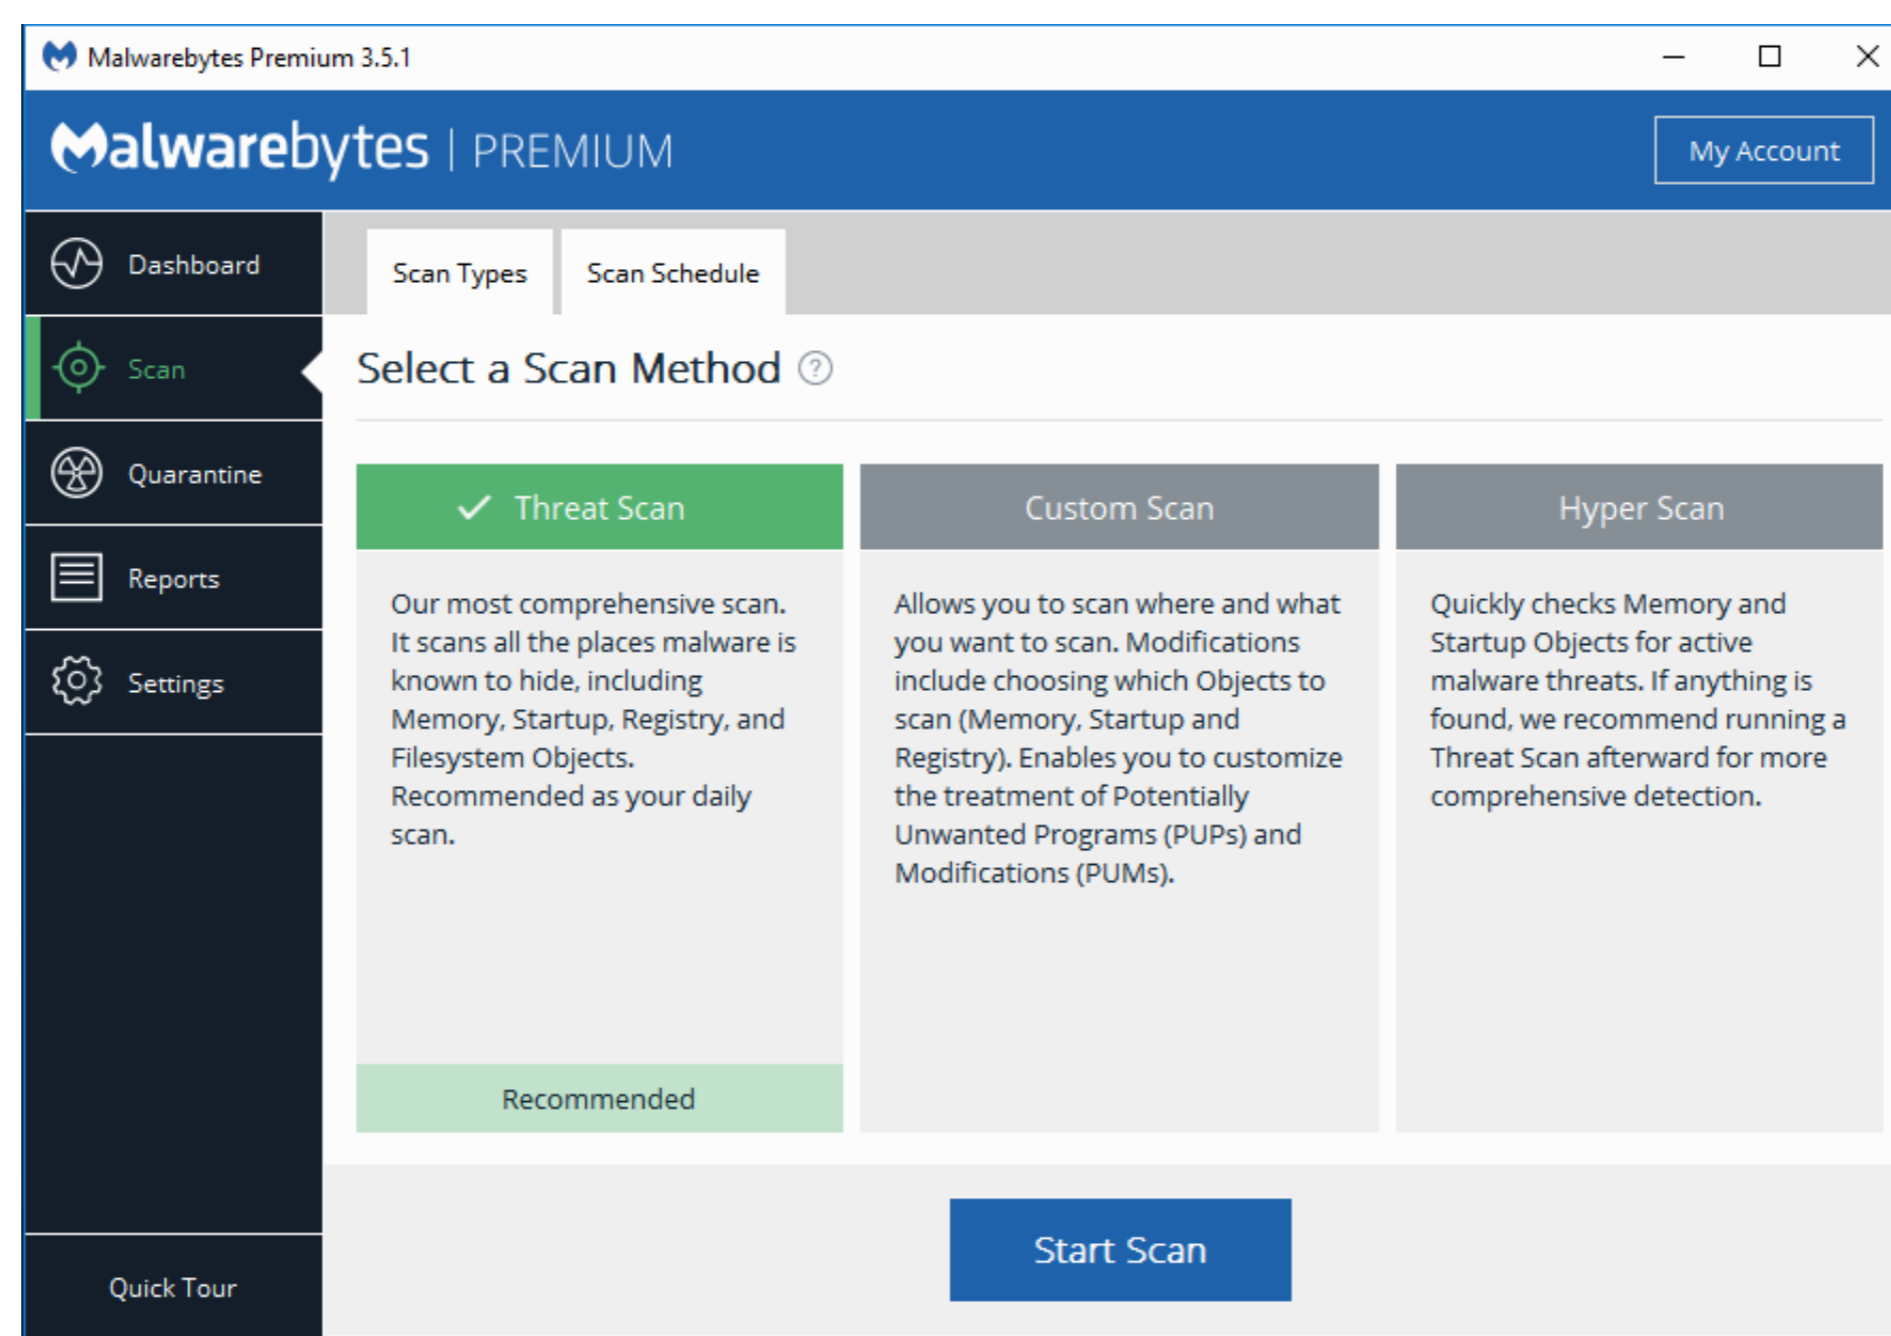 Malwarebytes Premium 3.5.1
Malwarebytes | PREMIUM
My Account
Dashboard
Scan
Quarantine
Reports
Settings
Quick Tour
Scan Types
Scan Schedule
Select a Scan Method ?
Threat Scan
Our most comprehensive scan.
It scans all the places malware is
known to hide, including
Memory, Startup, Registry, and
Filesystem Objects.
Recommended as your daily
scan.
Recommended
Custom Scan
Allows you to scan where and what
you want to scan. Modifications
include choosing which Objects to
scan (Memory, Startup and
Registry). Enables you to customize
the treatment of Potentially
Unwanted Programs (PUPs) and
Modifications (PUMs).
Hyper Scan
Quickly checks Memory and
Startup Objects for active
malware threats. If anything is
found, we recommend running a
Threat Scan afterward for more
comprehensive detection.
Start Scan